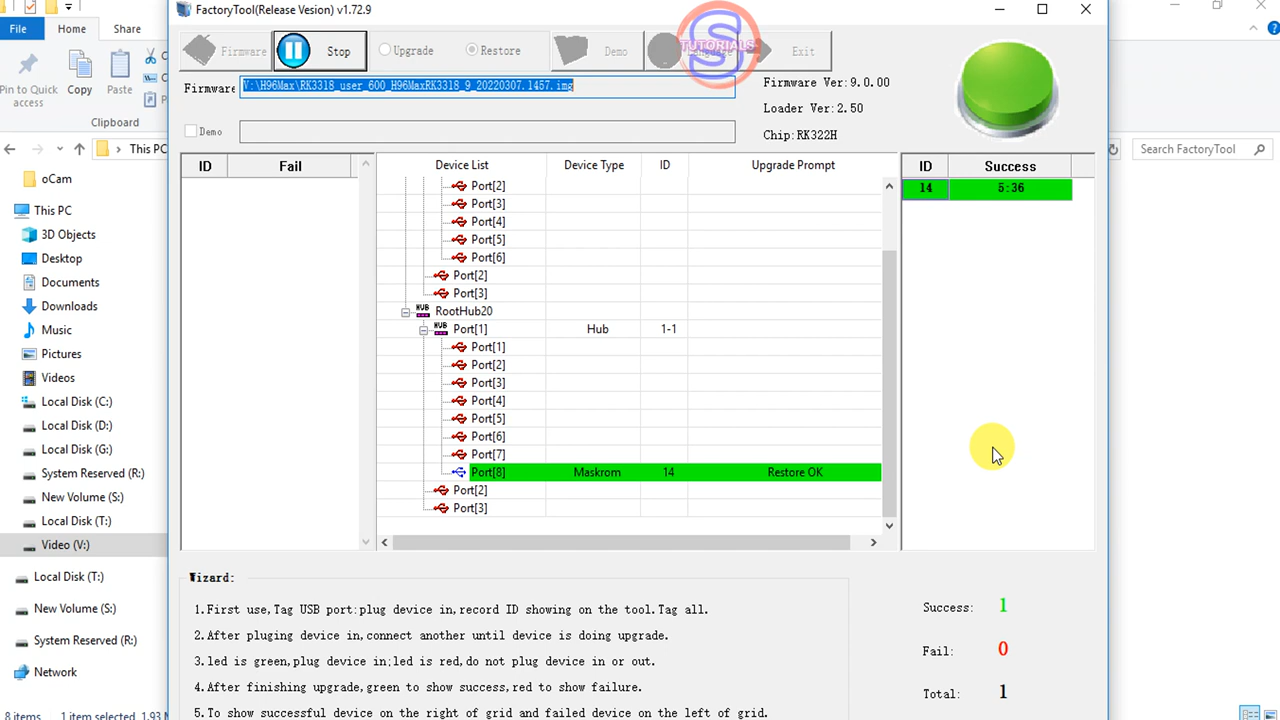 FactoryTool(Release Vesion) v1.72.9
File
Home
Share
Pin to Quick access
Copy
Paste
Clipboard
This PC
Search FactoryTool
Firmware
Stop
Upgrade
Restore
Demo
Exit
TUTORIALS
Firmware
V:\H96Max\RK3318_user_600_H96MaxRK3318_9_20220307.1457.img
Demo
Firmware Ver:9.0.00
Loader Ver:2.50
Chip:RK322H
oCam
This PC
3D Objects
Desktop
Documents
Downloads
Music
Pictures
Videos
Local Disk (C:)
Local Disk (D:)
Local Disk (G:)
System Reserved (R:)
New Volume (S:)
Local Disk (T:)
Video (V:)
Local Disk (T:)
New Volume (S:)
System Reserved (R:)
Network
8 items 1 item selected, 1.93 M
ID Fail
Device List Device Type ID Upgrade Prompt
Port[2]
Port[3]
Port[4]
Port[5]
Port[6]
Port[2]
Port[3]
HUB RootHub20
HUB Port[1] Hub 1-1
Port[1]
Port[2]
Port[3]
Port[4]
Port[5]
Port[6]
Port[7]
Port[8] Maskrom 14 Restore OK
Port[2]
Port[3]
ID Success
14 5:36
Wizard:
1.First use,Tag USB port:plug device in,record ID showing on the tool.Tag all.
2.After pluging device in,connect another until device is doing upgrade.
3.led is green,plug device in;led is red,do not plug device in or out.
4.After finishing upgrade,green to show success,red to show failure.
5.To show successful device on the right of grid and failed device on the left of grid.
Success: 1
Fail: 0
Total: 1